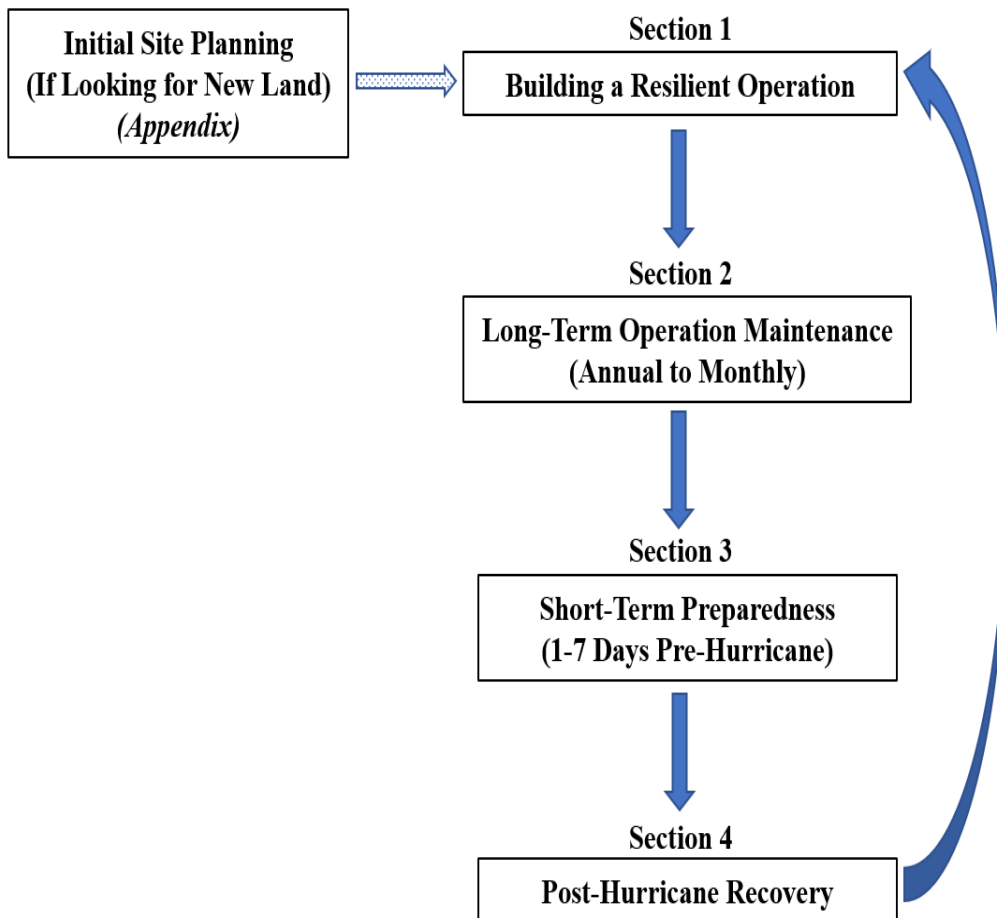 Initial Site Planning
(If Looking for New Land)
(Appendix)
Section 1
Building a Resilient Operation
Section 2
Long-Term Operation Maintenance
(Annual to Monthly)
Section 3
Short-Term Preparedness
(1-7 Days Pre-Hurricane)
Section 4
Post-Hurricane Recovery